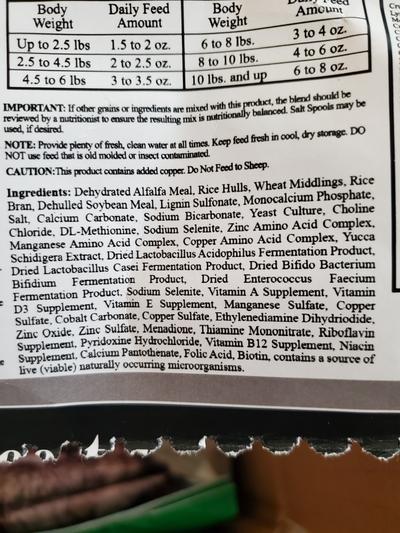 Body Daily Feed Body Daily Feed
Weight Amount Weight Amount
Up to 2.5 lbs 1.5 to 2 oz. 6 to 8 lbs. 3 to 4 oz.
2.5 to 4.5 lbs 2 to 2.5 oz. 8 to 10 lbs. 4 to 6 oz.
4.5 to 6 lbs 3 to 3.5 oz. 10 lbs. and up 6 to 8 oz.
IMPORTANT: If other grains or ingredients are mixed with this product, the blend should be
reviewed by a nutritionist to ensure the resulting mix is nutritionally balanced. Salt Spools may be
used, if desired.
NOTE: Provide plenty of fresh, clean water at all times. Keep feed fresh in cool, dry storage. DO
NOT use feed that is old molded or insect contaminated.
CAUTION:This product contains added copper. Do Not Feed to Sheep.
Ingredients: Dehydrated Alfalfa Meal, Rice Hulls, Wheat Middlings, Rice
Bran, Dehulled Soybean Meal, Lignin Sulfonate, Monocalcium Phosphate,
Salt, Calcium Carbonate, Sodium Bicarbonate, Yeast Culture, Choline
Chloride, DL-Methionine, Sodium Selenite, Zinc Amino Acid Complex,
Manganese Amino Acid Complex, Copper Amino Acid Complex, Yucca
Schidigera Extract, Dried Lactobacillus Acidophilus Fermentation Product,
Dried Lactobacillus Casei Fermentation Product, Dried Bifido Bacterium
Bifidium Fermentation Product, Dried Enterococcus Faecium
Fermentation Product, Sodium Selenite, Vitamin A Supplement, Vitamin
D3 Supplement, Vitamin E Supplement, Manganese Sulfate, Copper
Sulfate, Cobalt Carbonate, Copper Sulfate, Ethylenediamine Dihydriodide,
Zinc Oxide, Zinc Sulfate, Menadione, Thiamine Mononitrate, Riboflavin
Supplement, Pyridoxine Hydrochloride, Vitamin B12 Supplement, Niacin
Supplement, Calcium Pantothenate, Folic Acid, Biotin, contains a source of
live (viable) naturally occurring microorganisms.